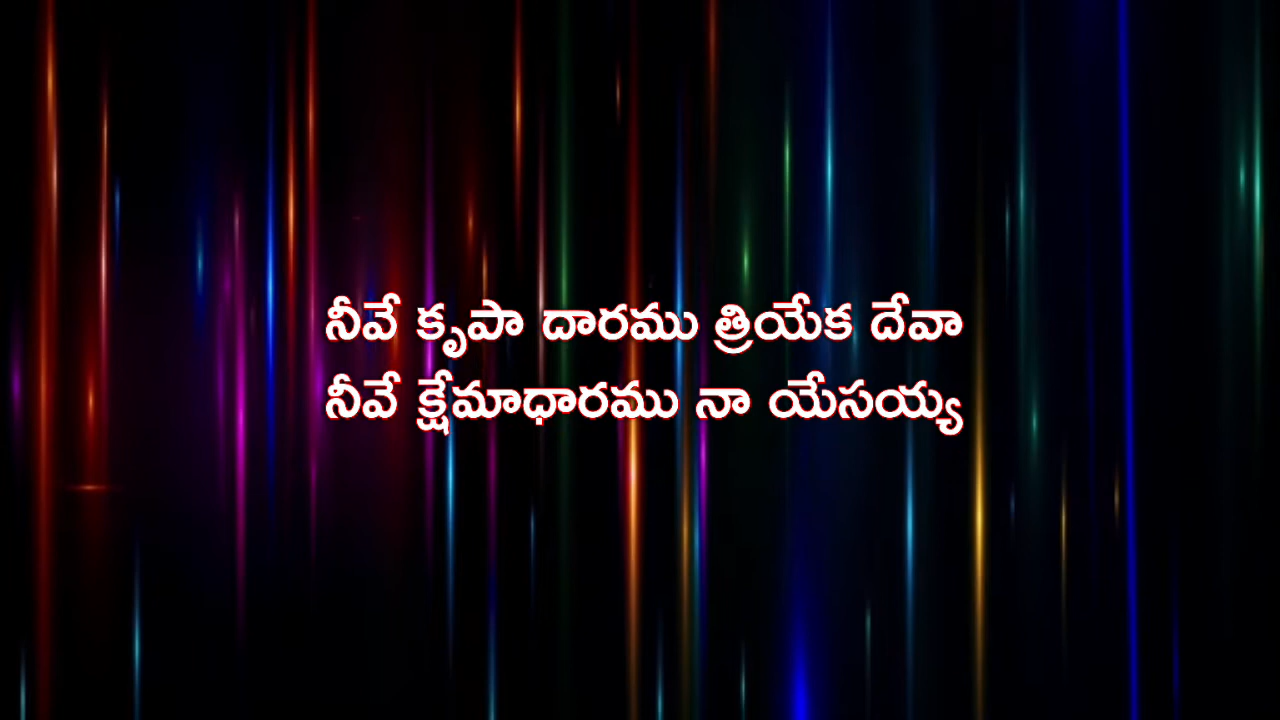 నీవే కృపా దారము త్రియేక దేవా
నీవే క్షేమాధారము నా యేసయ్య